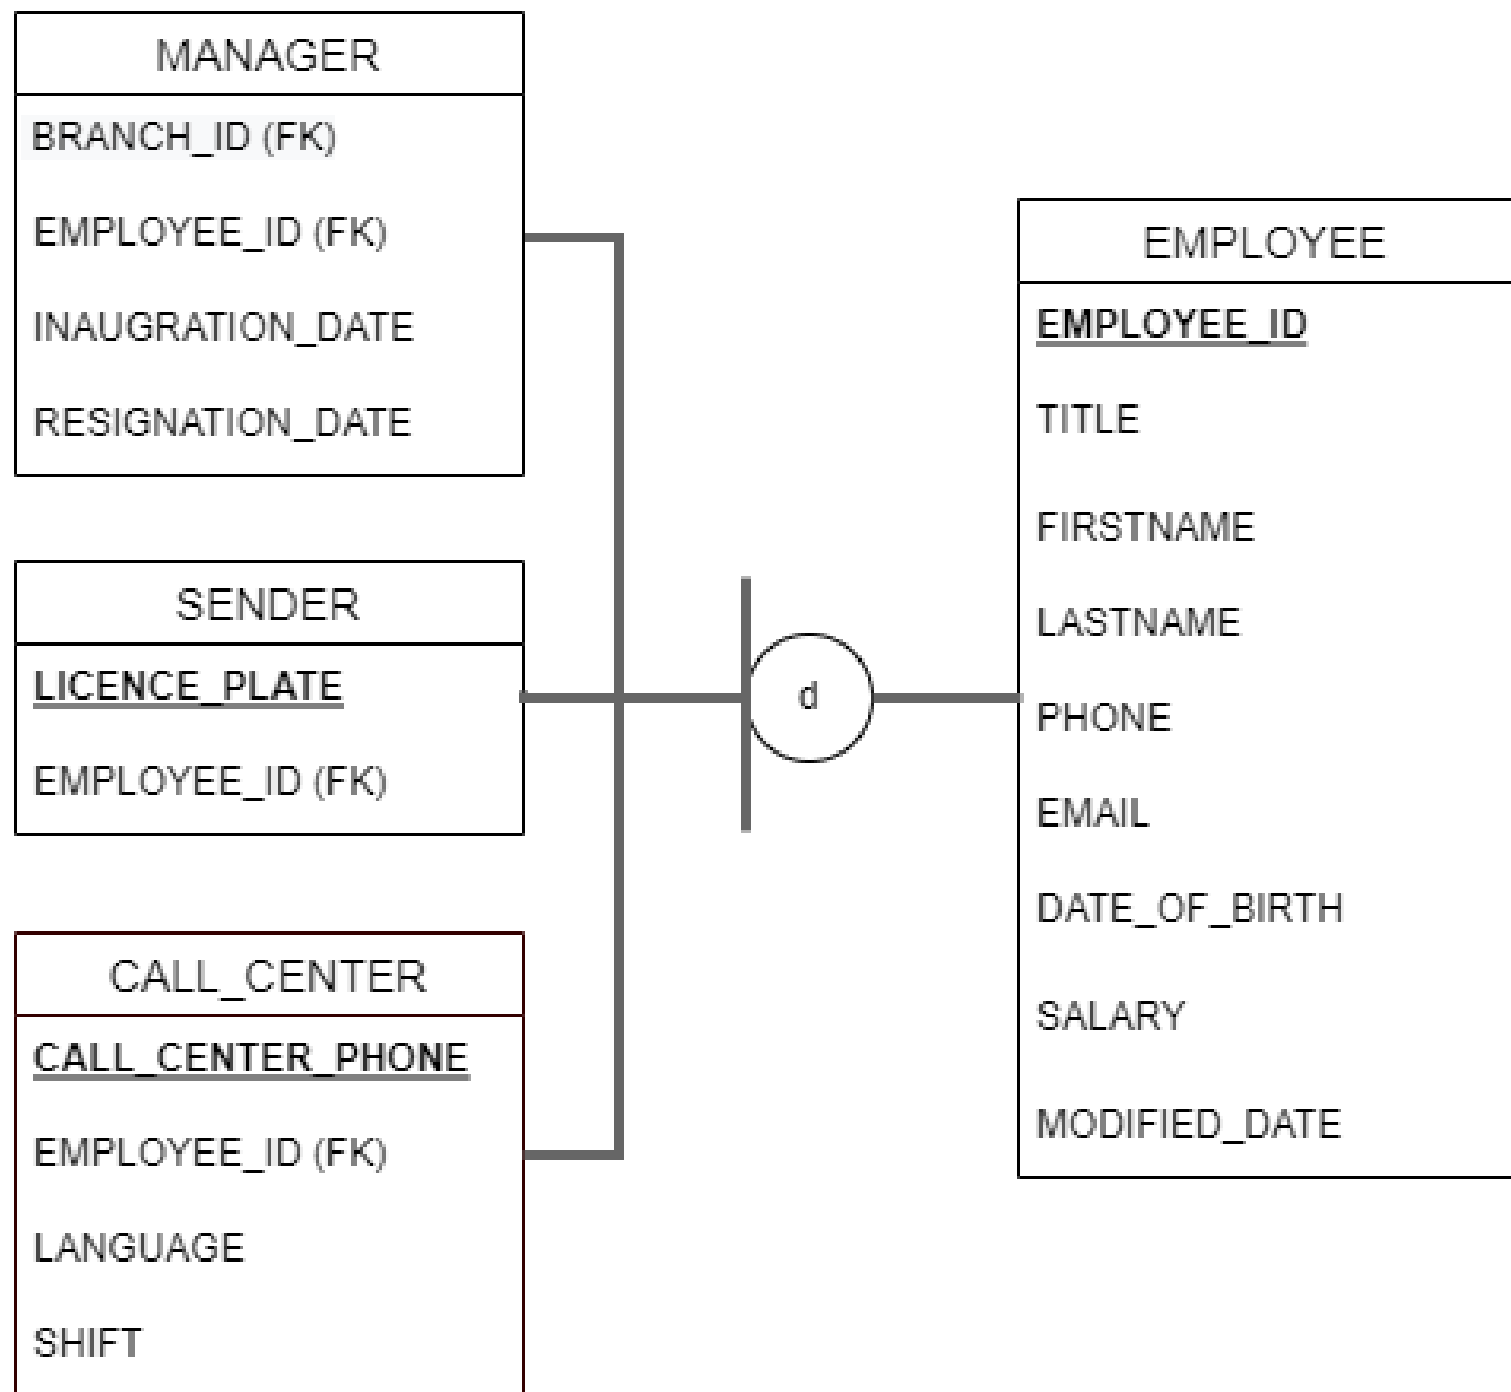 MANAGER
BRANCH_ID (FK)
EMPLOYEE_ID (FK)
INAUGRATION_DATE
RESIGNATION_DATE
SENDER
LICENCE_PLATE
EMPLOYEE_ID (FK)
CALL_CENTER
CALL_CENTER_PHONE
EMPLOYEE_ID (FK)
LANGUAGE
SHIFT
d
EMPLOYEE
EMPLOYEE_ID
TITLE
FIRSTNAME
LASTNAME
PHONE
EMAIL
DATE_OF_BIRTH
SALARY
MODIFIED_DATE